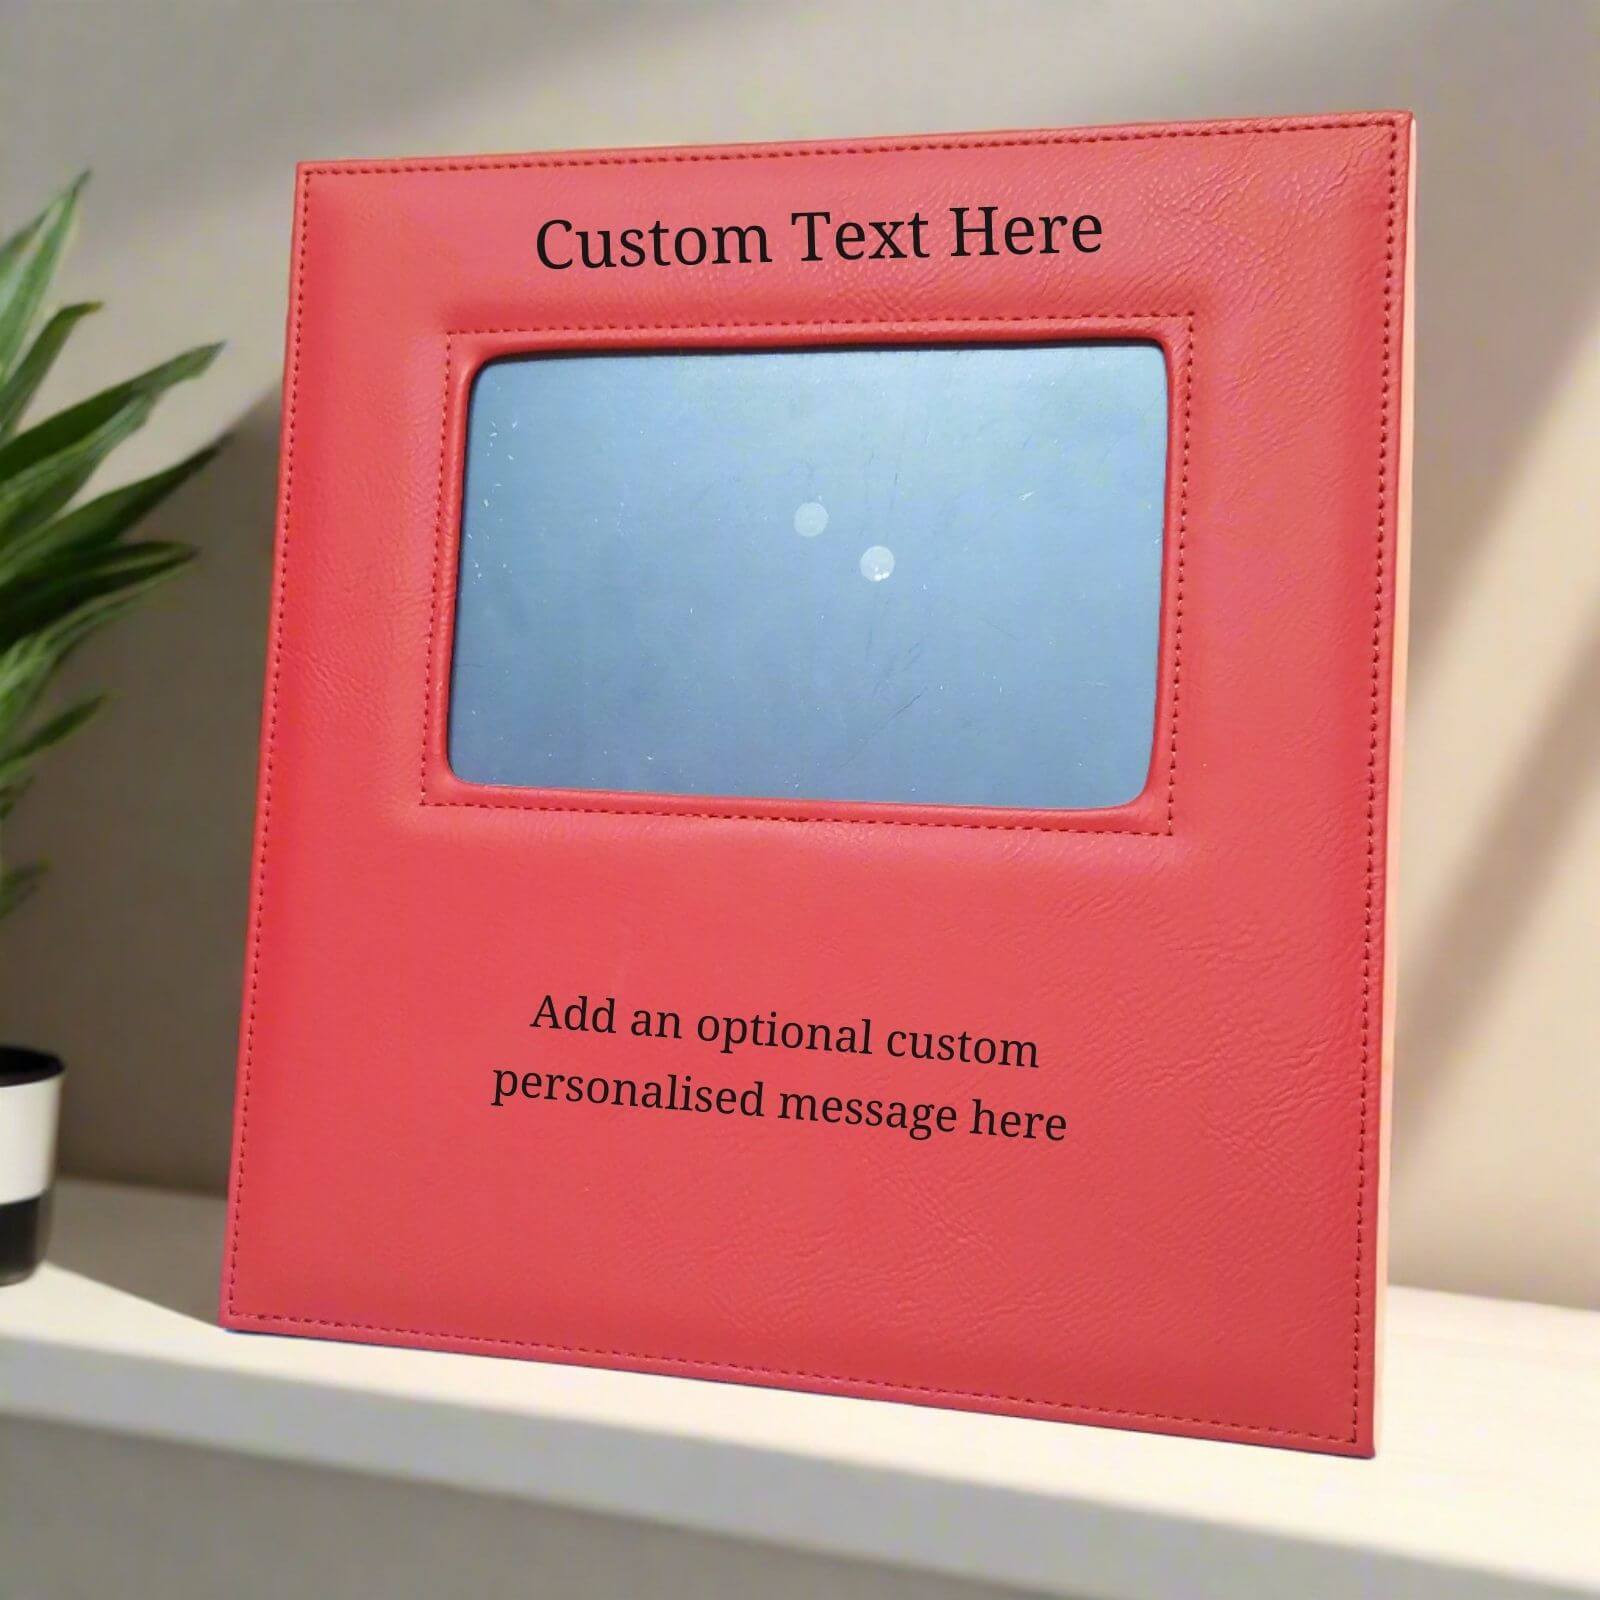 Custom Text Here
Add an optional custom
personalised message here